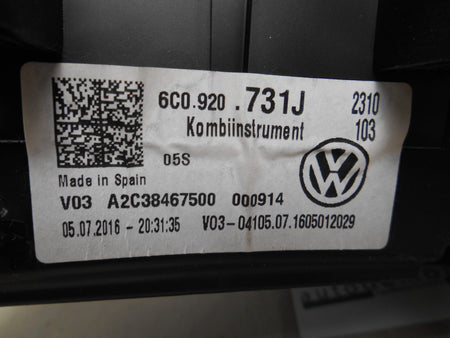 6C0.920 .731J 2310
Kombiinstrument 103
05S
Made in Spain
V03 A2C38467500 000914
05.07.2016 - 20:31:35 V03-04105.07.1605012029